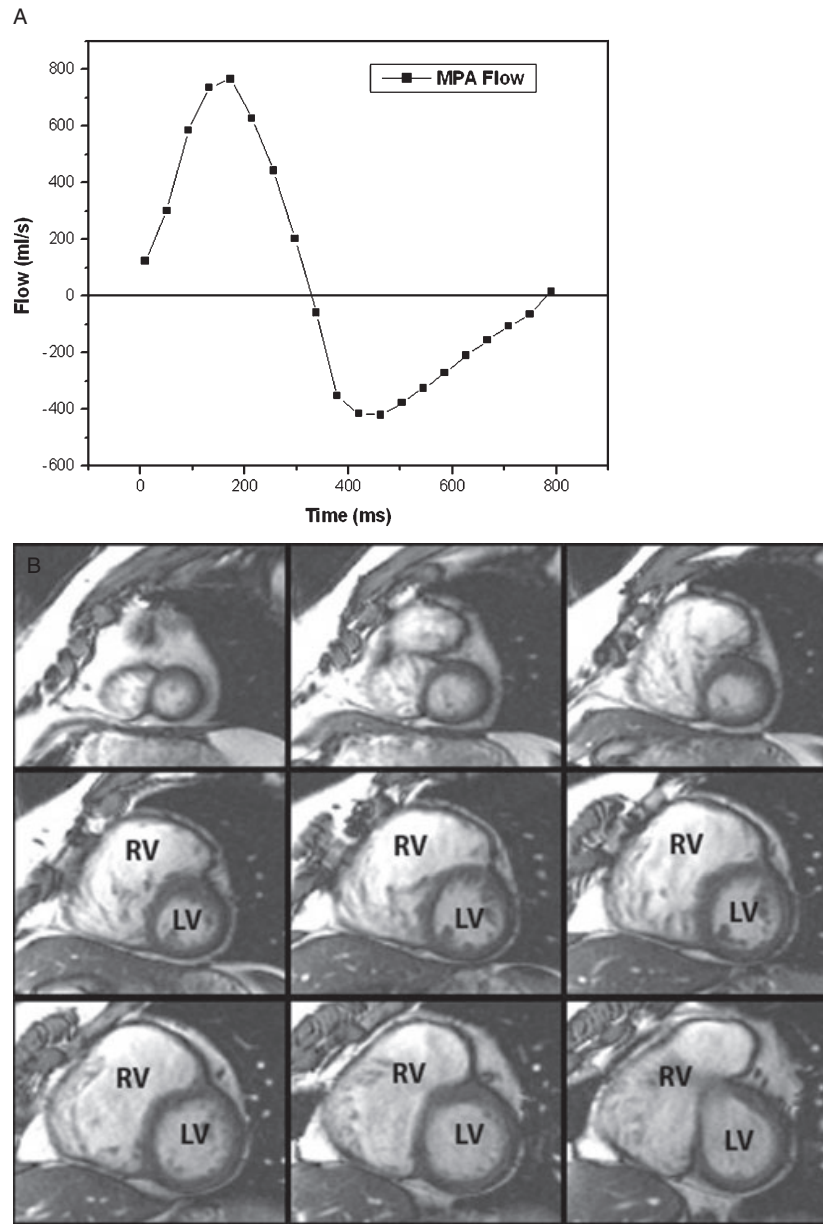 A
MPA Flow
800
600
400
200
0
-200
-400
-600
Flow (ml/s)
0 200 400 600 800
Time (ms)
B
RV RV RV
LV LV LV
RV RV RV
LV LV LV